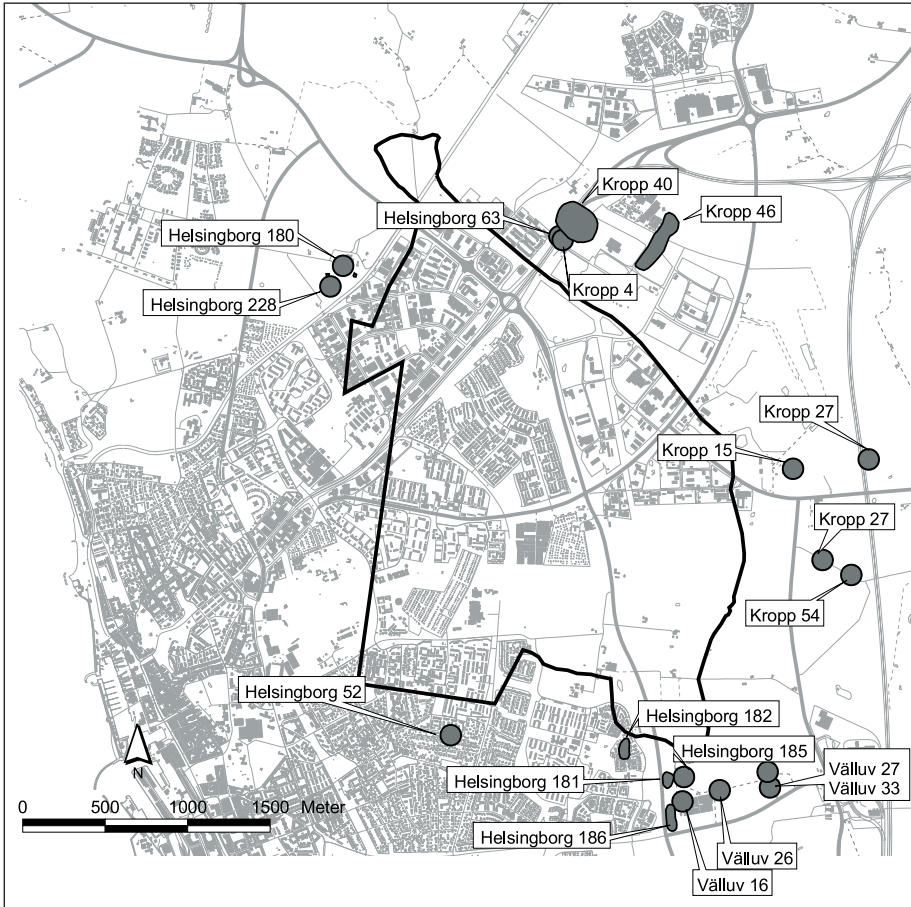 Kropp 40
Kropp 46
Helsingborg 63
Helsingborg 180
Kropp 4
Helsingborg 228
Kropp 27
Kropp 15
Kropp 27
Kropp 54
Helsingborg 52
Helsingborg 182
Helsingborg 185
N
Helsingborg 181
Välluv 27
Välluv 33
0 500 1000 1500 Meter
Helsingborg 186
Välluv 26
Välluv 16